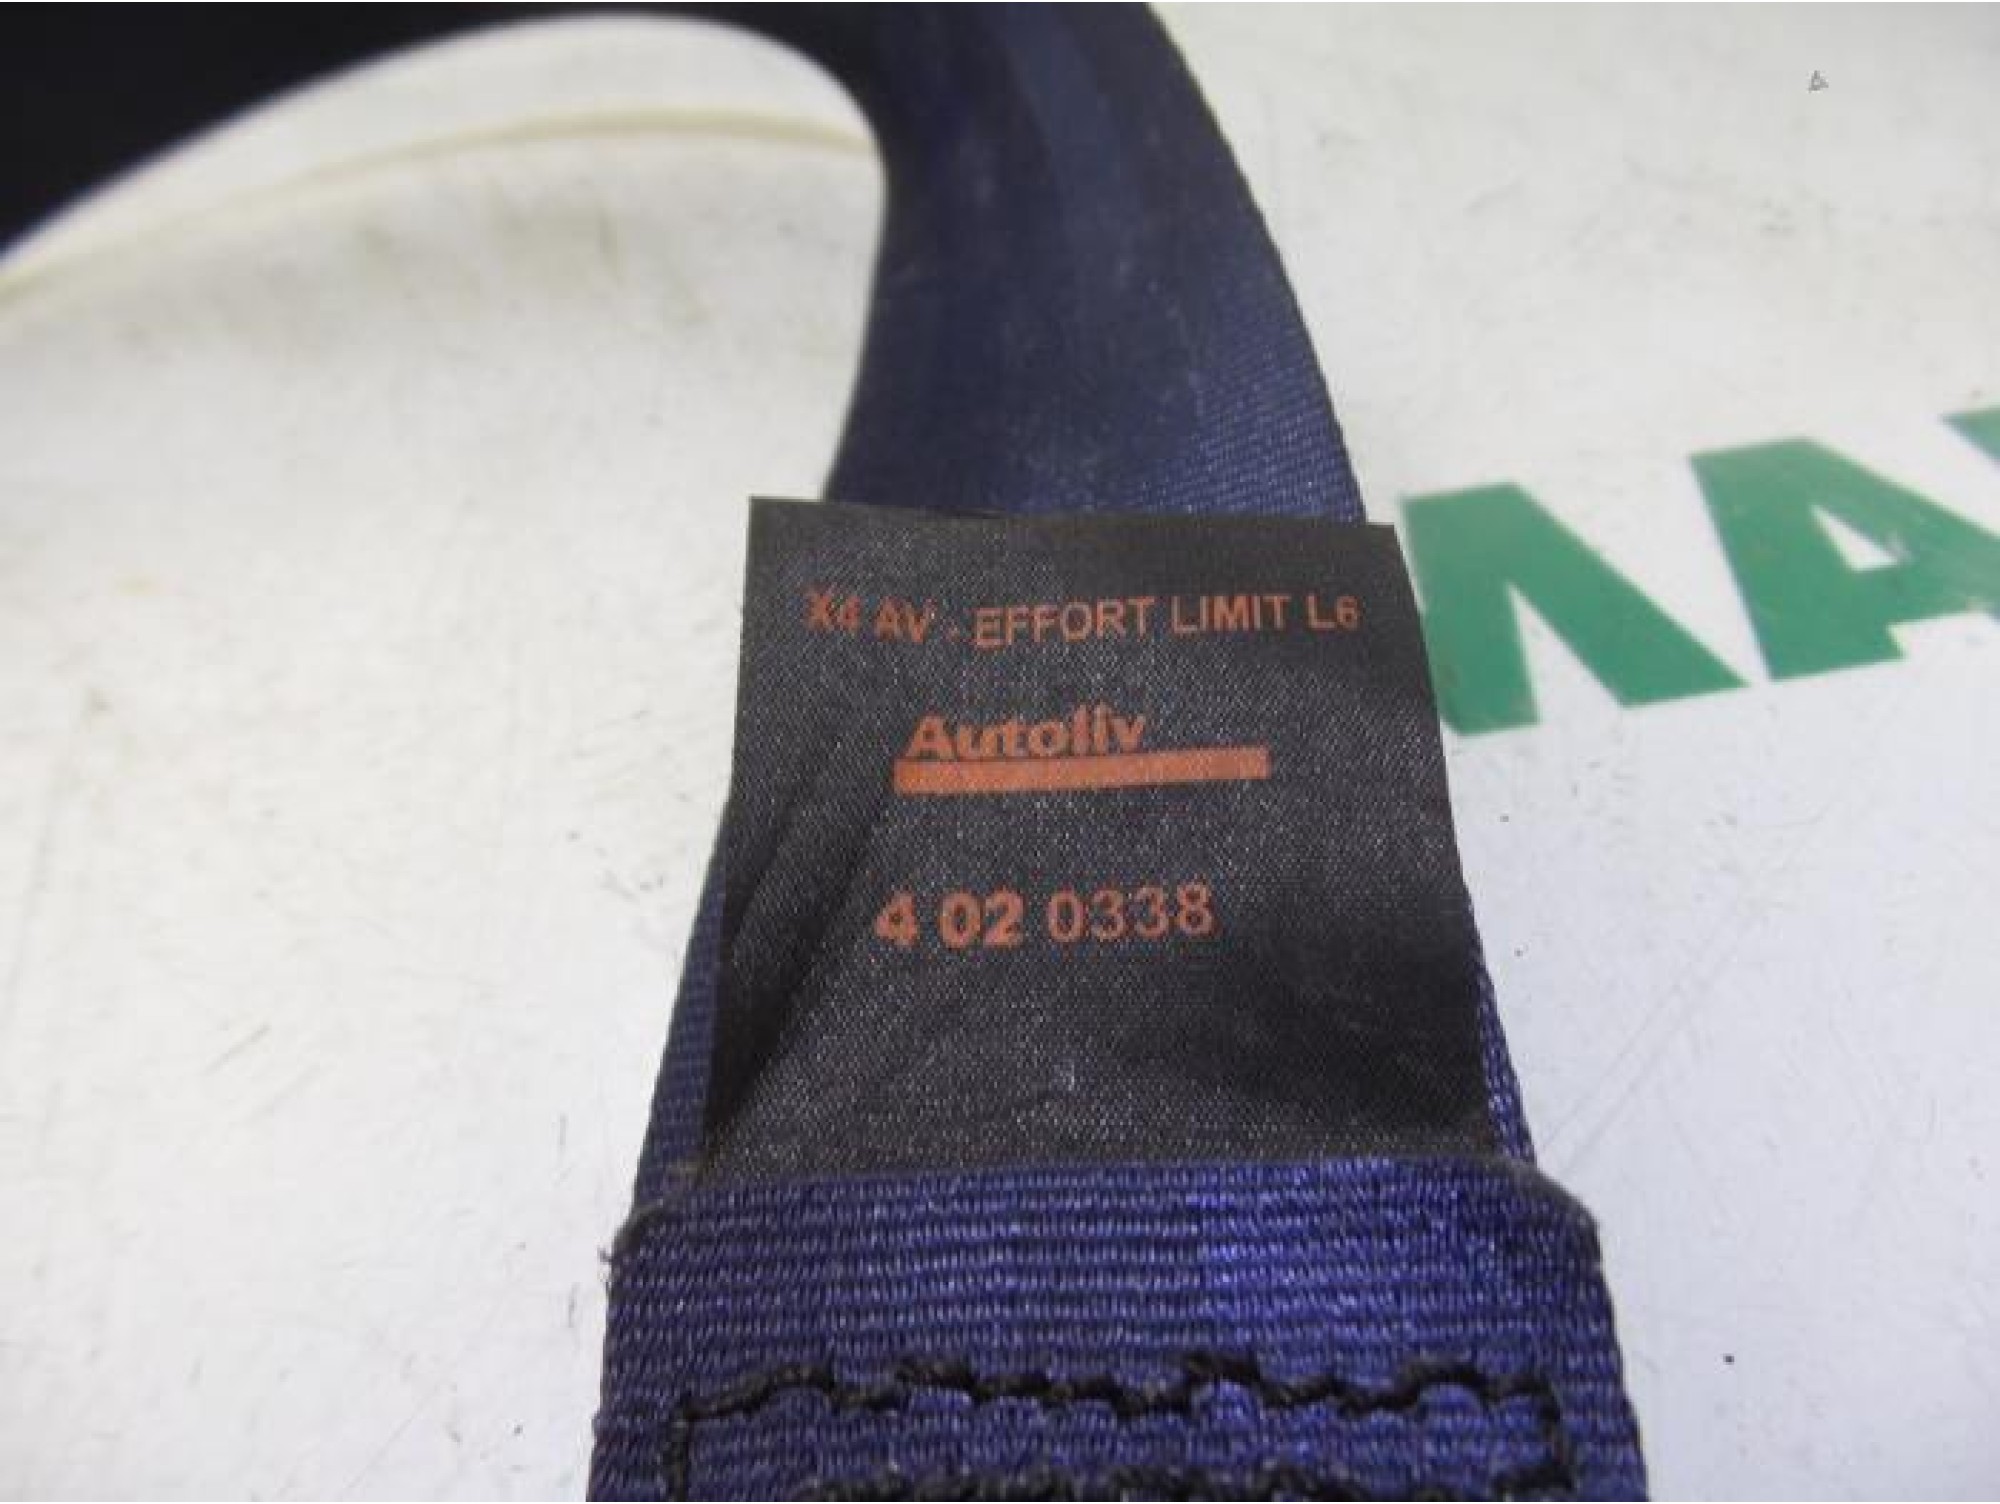 X4 AV - EFFORT LIMIT L6
Autoliv
4 02 0338